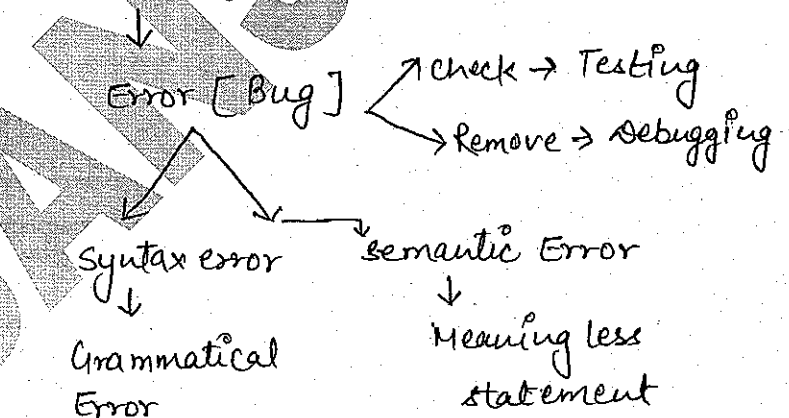 Error [Bug]
Check → Testing
Remove → Debugging
Syntax error
Semantic Error
Grammatical
Error
Meaning less
statement